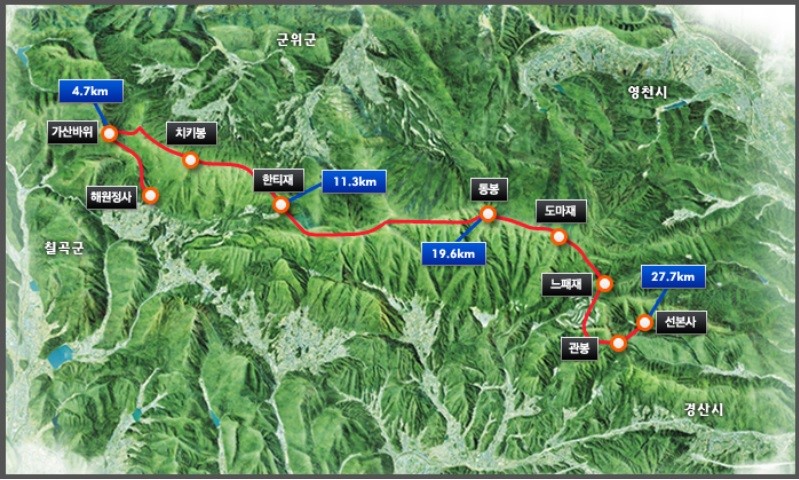 군위군
영천시
4.7km
가산바위
치키봉
한티재
11.3km
해원정사
동봉
도마재
칠곡군
19.6km
27.7km
느패재
선본사
관봉
경산시